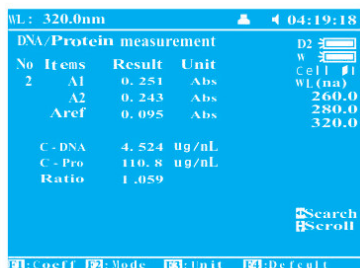 WL: 320.0nm 04:19:18
DNA/Protein measurement
No Items Result Unit
2 A1 0.251 Abs
A2 0.243 Abs
Aref 0.095 Abs
C-DNA 4.524 ug/nL
C-Pro 110.8 ug/nL
Ratio 1.059
D2
W
Cell #1
WL(na)
260.0
280.0
320.0
Search
Scroll
F1:Coeff F2:Mode F3:Unit F4:Defcult